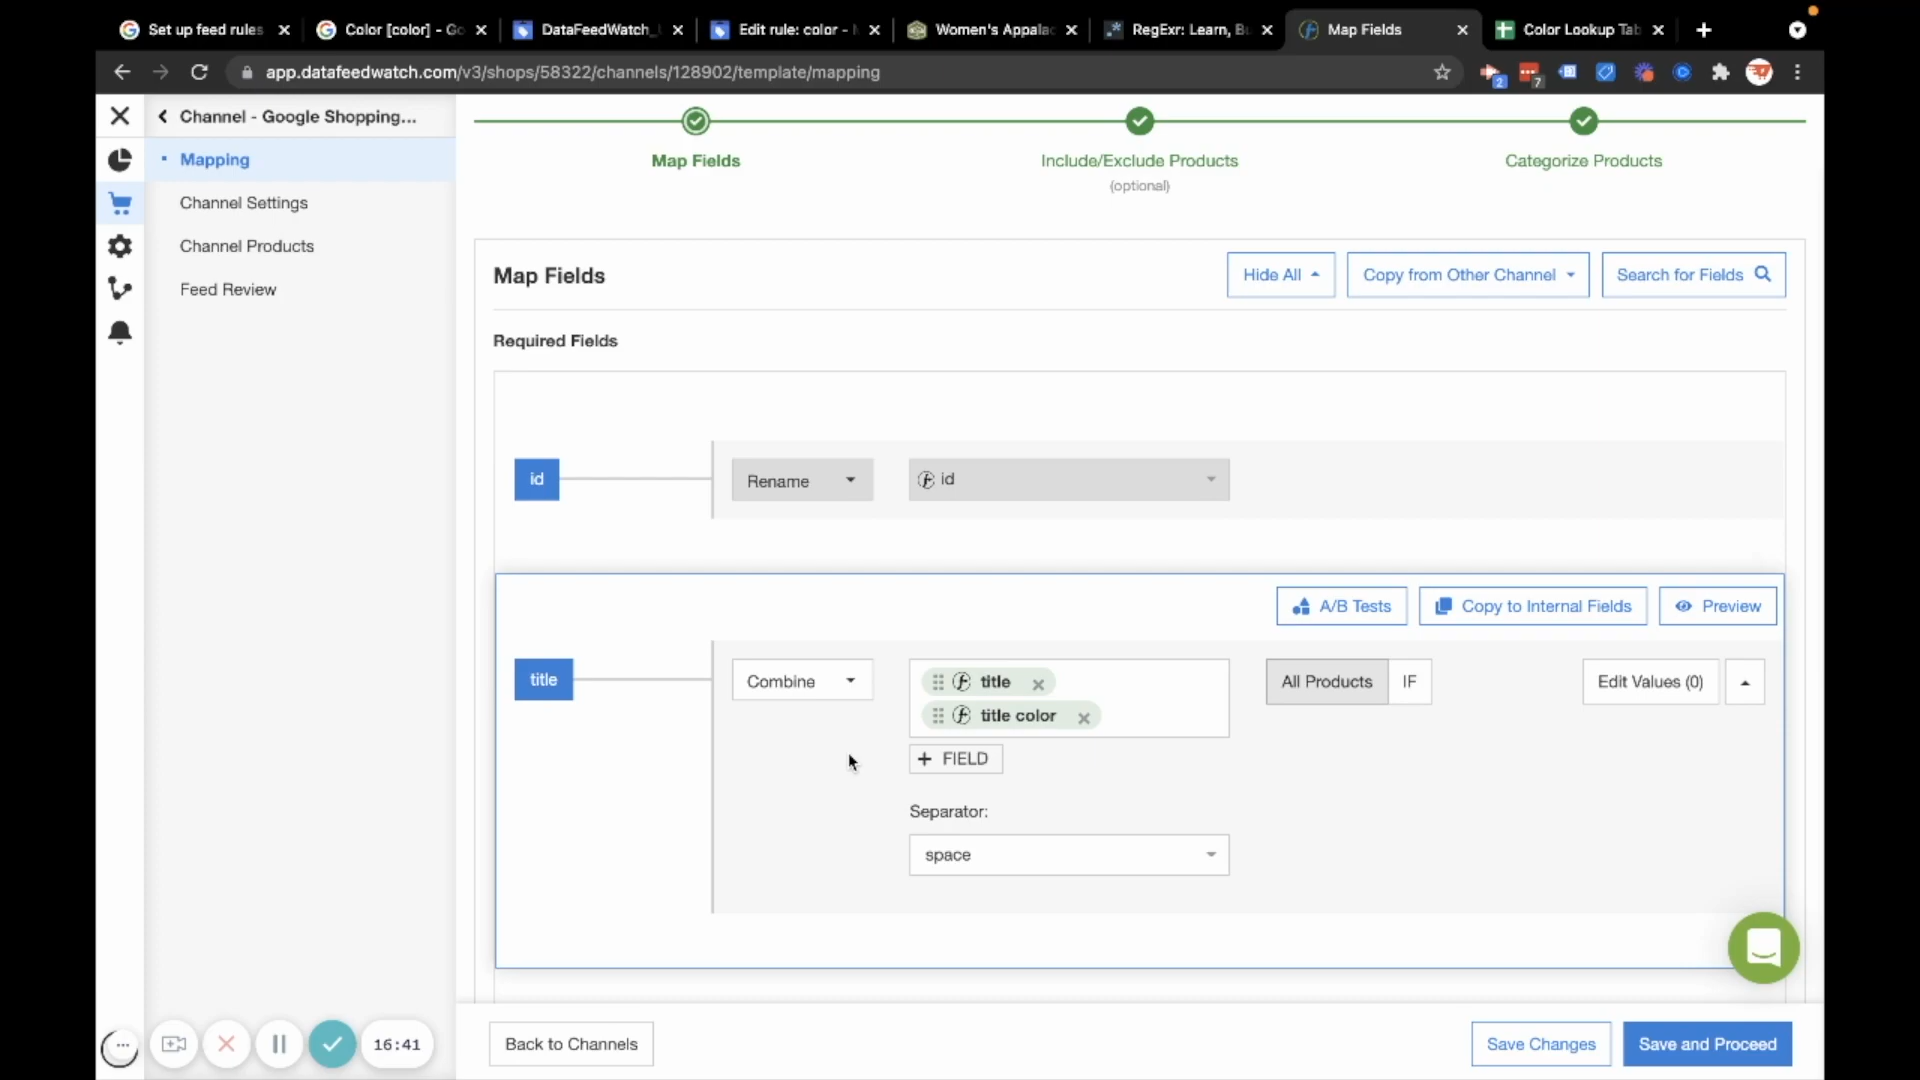 Set up feed rules
Color [color] - Go
DataFeedWatch_
Edit rule: color -
Women's Appalac
RegExr: Learn, Bu
Map Fields
Color Lookup Tab
app.datafeedwatch.com/v3/shops/58322/channels/128902/template/mapping
2
7
Channel - Google Shopping...
Mapping
Channel Settings
Channel Products
Feed Review
Map Fields
Include/Exclude Products
(optional)
Categorize Products
Map Fields
Hide All
Copy from Other Channel
Search for Fields
Required Fields
id
Rename
id
A/B Tests
Copy to Internal Fields
Preview
title
Combine
title
title color
+ FIELD
All Products
IF
Edit Values (0)
Separator:
space
16:41
Back to Channels
Save Changes
Save and Proceed